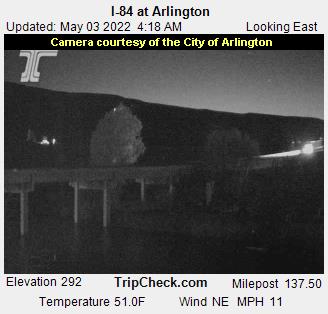 I-84 at Arlington
Updated: May 03 2022 4:18 AM Looking East
Camera courtesy of the City of Arlington
Elevation 292 TripCheck.com Milepost 137.50
Temperature 51.0F Wind NE MPH 11